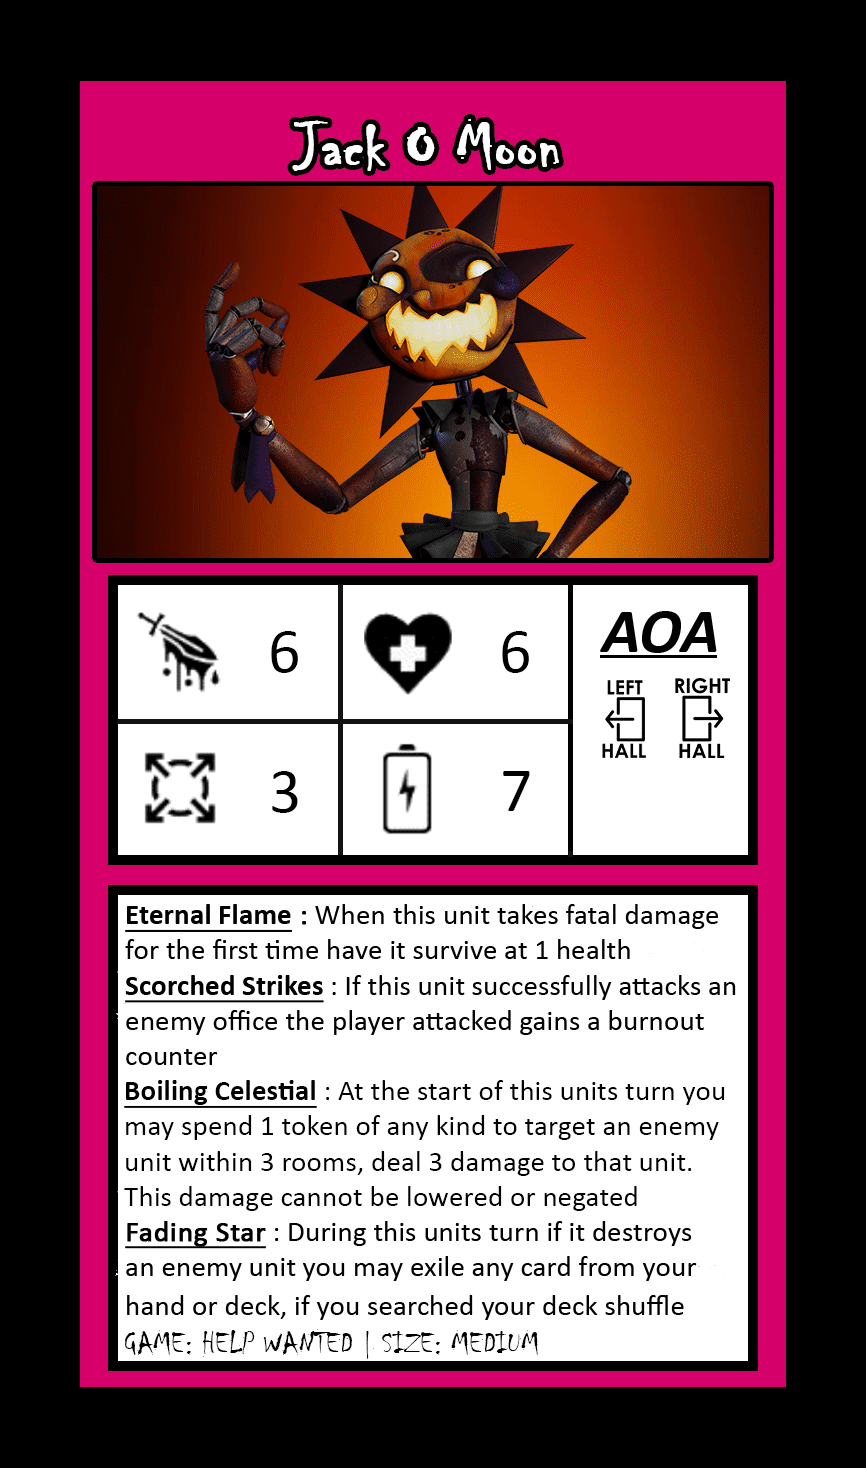 Jack O Moon
6
6
AOA
LEFT
RIGHT
HALL
HALL
3
7
Eternal Flame : When this unit takes fatal damage
for the first time have it survive at 1 health
Scorched Strikes : If this unit successfully attacks an
enemy office the player attacked gains a burnout
counter
Boiling Celestial : At the start of this units turn you
may spend 1 token of any kind to target an enemy
unit within 3 rooms, deal 3 damage to that unit.
This damage cannot be lowered or negated
Fading Star : During this units turn if it destroys
an enemy unit you may exile any card from your
hand or deck, if you searched your deck shuffle
GAME: HELP WANTED | SIZE: MEDIUM